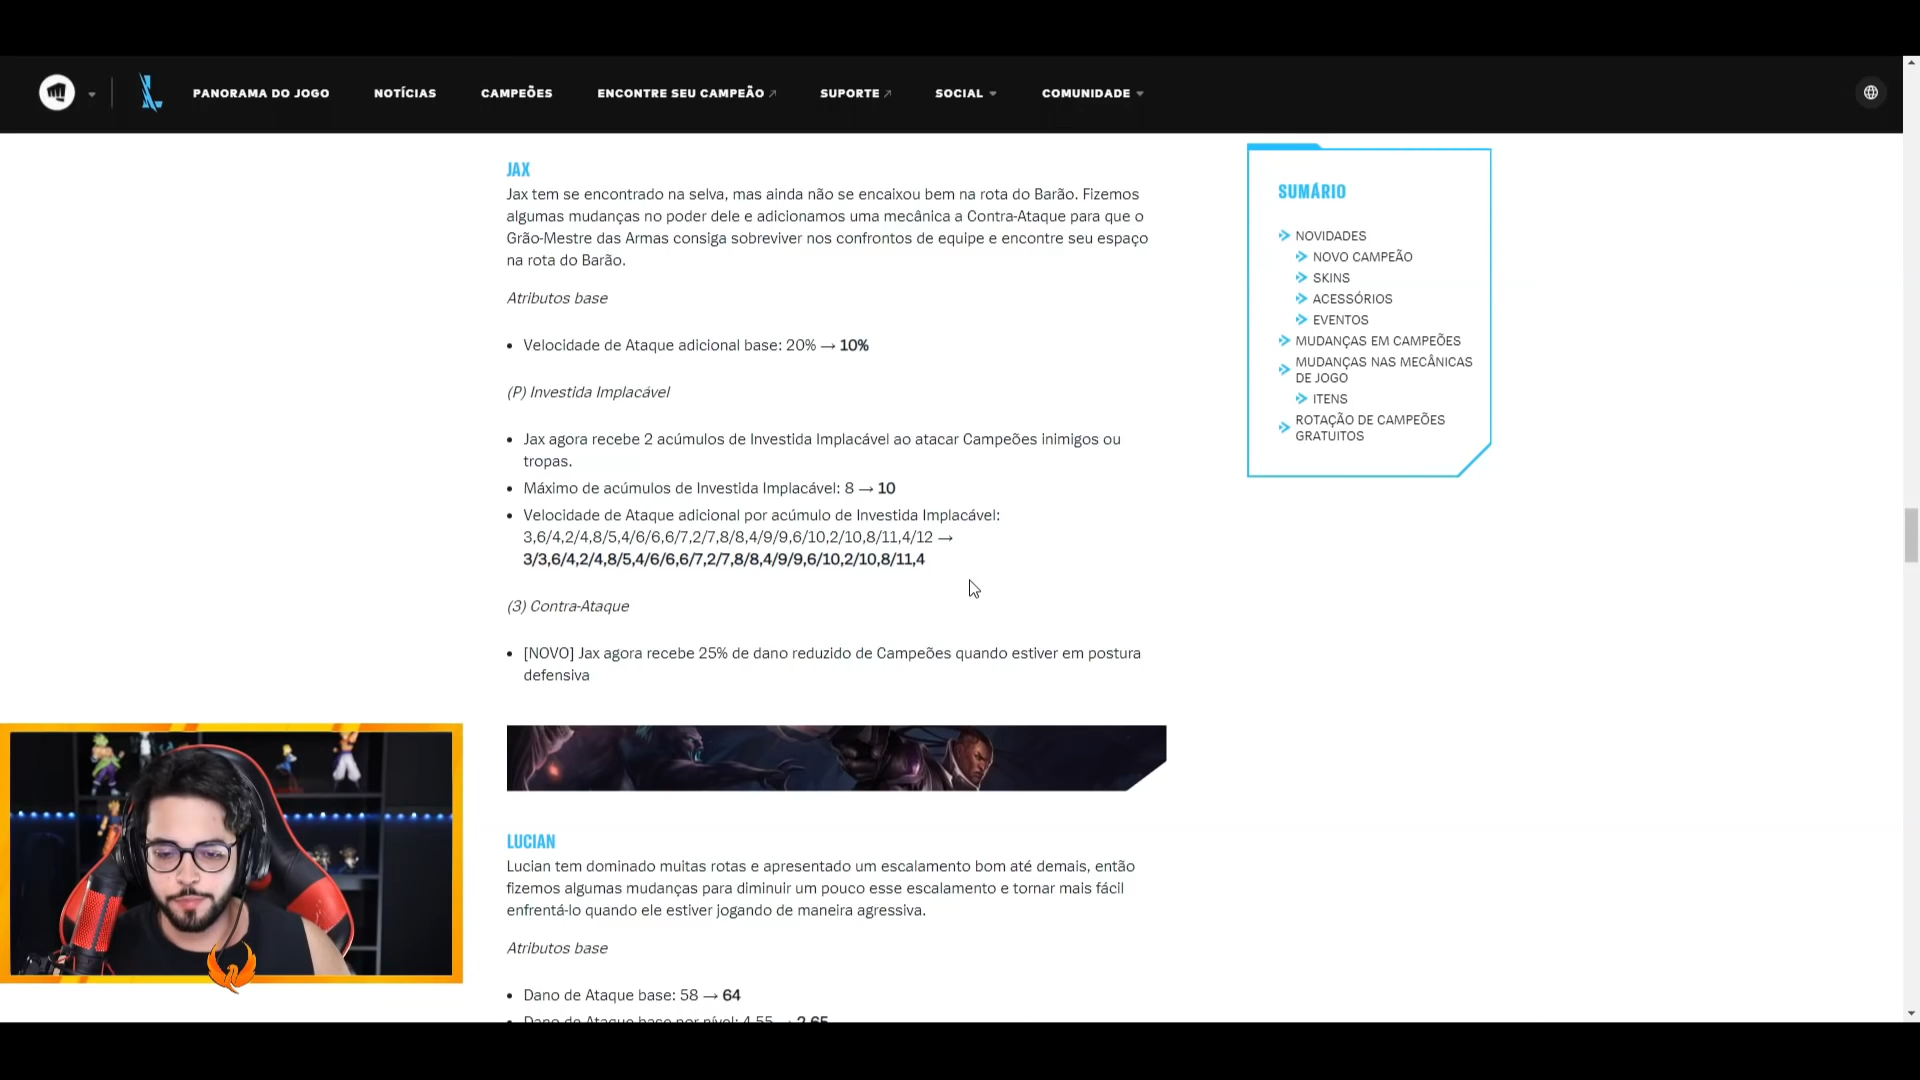 PANORAMA DO JOGO NOTÍCIAS CAMPEÕES ENCONTRE SEU CAMPEÃO SUPORTE SOCIAL COMUNIDADE
JAX
Jax tem se encontrado na selva, mas ainda não se encaixou bem na rota do Barão. Fizemos
algumas mudanças no poder dele e adicionamos uma mecânica a Contra-Ataque para que o
Grão-Mestre das Armas consiga sobreviver nos confrontos de equipe e encontre seu espaço
na rota do Barão.
Atributos base
• Velocidade de Ataque adicional base: 20% → 10%
(P) Investida Implacável
• Jax agora recebe 2 acúmulos de Investida Implacável ao atacar Campeões inimigos ou
tropas.
• Máximo de acúmulos de Investida Implacável: 8 → 10
• Velocidade de Ataque adicional por acúmulo de Investida Implacável:
3,6/4,2/4,8/5,4/6/6,6/7,2/7,8/8,4/9/9,6/10,2/10,8/11,4/12 →
3/3,6/4,2/4,8/5,4/6/6,6/7,2/7,8/8,4/9/9,6/10,2/10,8/11,4
(3) Contra-Ataque
• [NOVO] Jax agora recebe 25% de dano reduzido de Campeões quando estiver em postura
defensiva
LUCIAN
Lucian tem dominado muitas rotas e apresentado um escalamento bom até demais, então
fizemos algumas mudanças para diminuir um pouco esse escalamento e tornar mais fácil
enfrentá-lo quando ele estiver jogando de maneira agressiva.
Atributos base
• Dano de Ataque base: 58 → 64
• Dano de Ataque base por nível: 4,55 → 2,65
SUMÁRIO
NOVIDADES
NOVO CAMPEÃO
SKINS
ACESSÓRIOS
EVENTOS
MUDANÇAS EM CAMPEÕES
MUDANÇAS NAS MECÂNICAS
DE JOGO
ITENS
ROTAÇÃO DE CAMPEÕES
GRATUITOS